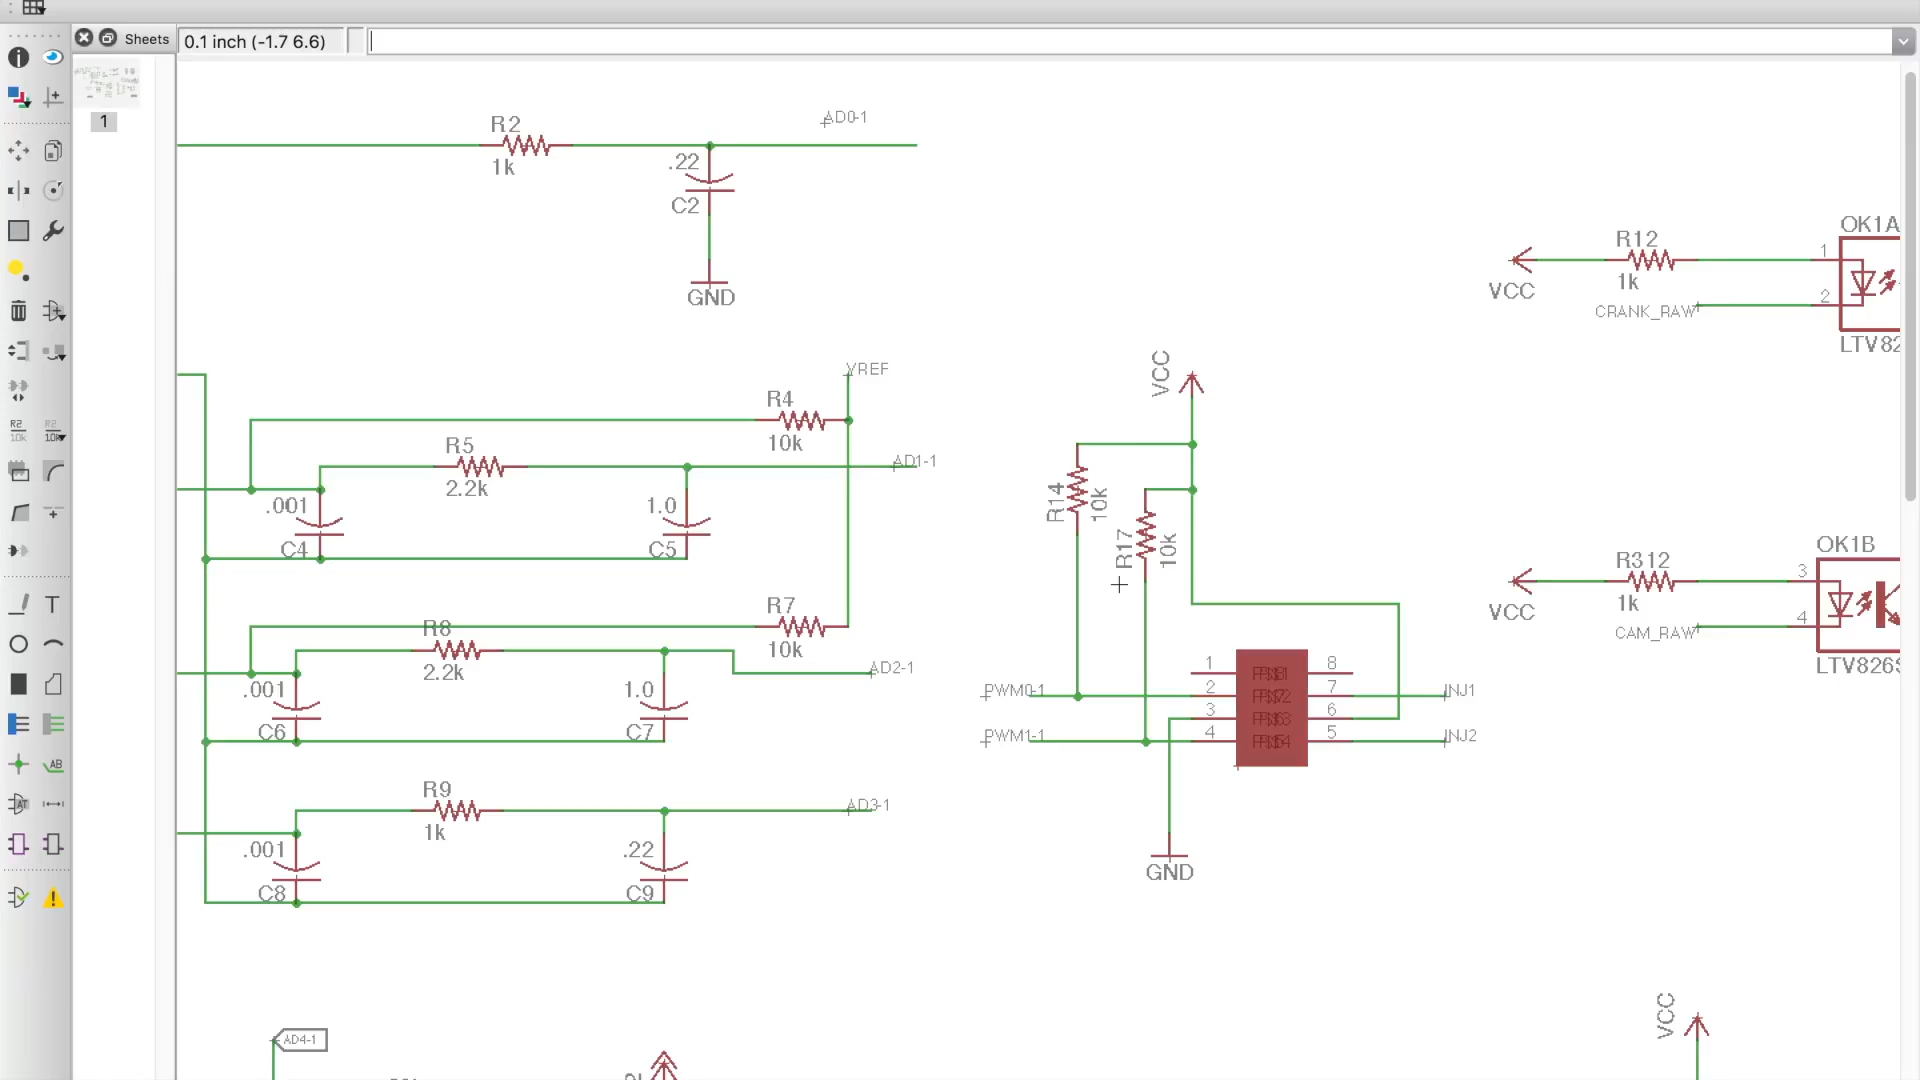 Sheets
0.1 inch (-1.7 6.6)
1
R2
1k
AD0-1
.22
C2
GND
R12
1k
VCC
CRANK_RAW
OK1A
1
2
LTV82
VREF
R4
10k
R5
2.2k
AD1-1
.001
C4
1.0
C5
VCC
R14
10k
R17
10k
OK1B
R312
1k
VCC
CAM_RAW
3
4
LTV826S
R7
10k
R8
2.2k
AD2-1
.001
C6
1.0
C7
PWM0-1
PWM1-1
1
2
3
4
8
7
6
5
INJ1
INJ2
GND
R9
1k
AD3-1
.001
C8
.22
C9
AD4-1
VCC